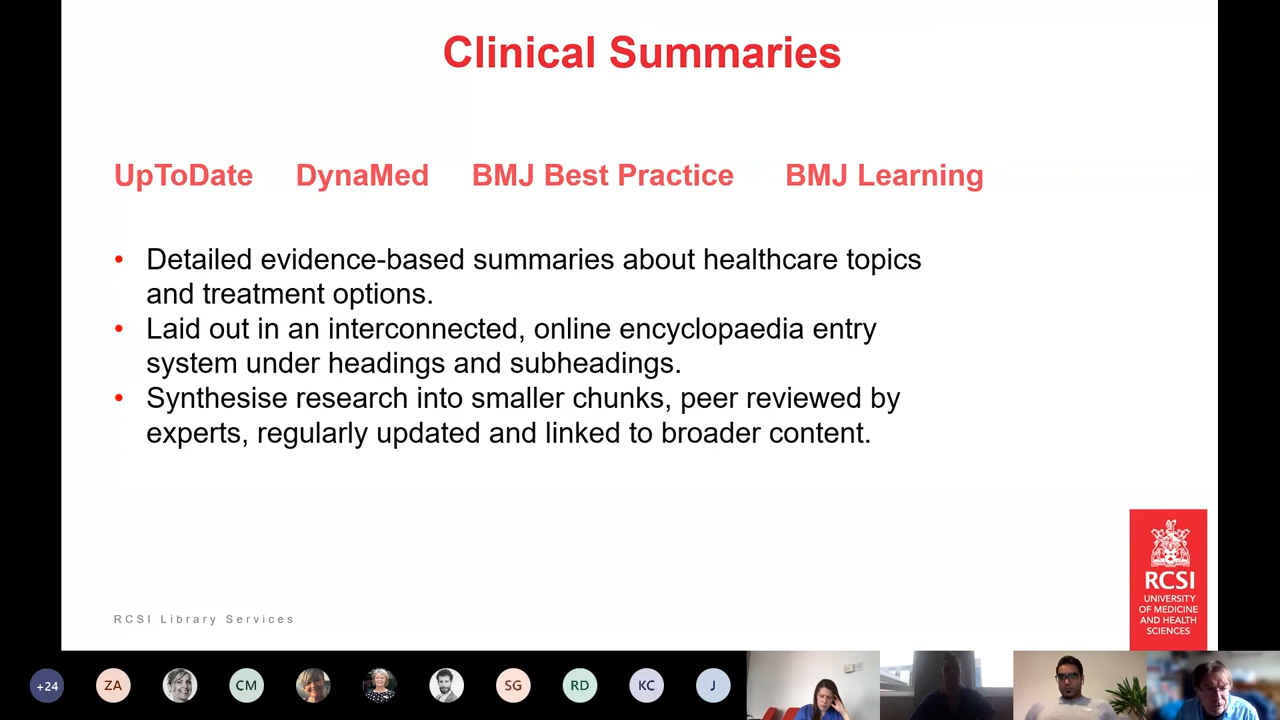 Clinical Summaries
UpToDate DynaMed BMJ Best Practice BMJ Learning
• Detailed evidence-based summaries about healthcare topics
and treatment options.
• Laid out in an interconnected, online encyclopaedia entry
system under headings and subheadings.
• Synthesise research into smaller chunks, peer reviewed by
experts, regularly updated and linked to broader content.
RCSI
UNIVERSITY
OF MEDICINE
AND HEALTH
SCIENCES
RCSI Library Services
+24 ZA CM SG RD KC J